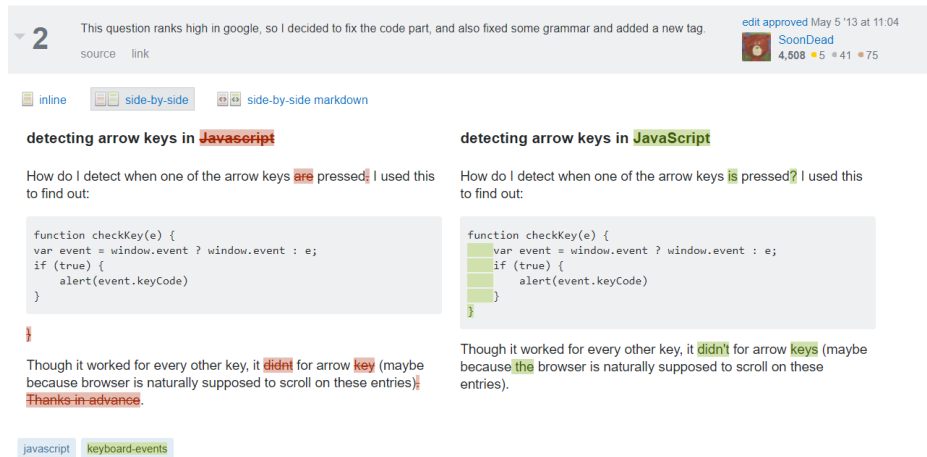 2
This question ranks high in google, so I decided to fix the code part, and also fixed some grammar and added a new tag.
source link
edit approved May 5 '13 at 11:04
SoonDead
4,508 5 41 75
inline side-by-side side-by-side markdown
detecting arrow keys in Javascript
How do I detect when one of the arrow keys are pressed, I used this
to find out:
function checkKey(e) {
var event = window.event ? window.event : e;
if (true) {
    alert(event.keyCode)
}
}
Though it worked for every other key, it didnt for arrow key (maybe
because browser is naturally supposed to scroll on these entries).
Thanks in advance.
detecting arrow keys in JavaScript
How do I detect when one of the arrow keys is pressed? I used this
to find out:
function checkKey(e) {
    var event = window.event ? window.event : e;
    if (true) {
        alert(event.keyCode)
    }
}
Though it worked for every other key, it didn't for arrow keys (maybe
because the browser is naturally supposed to scroll on these
entries).
javascript keyboard-events